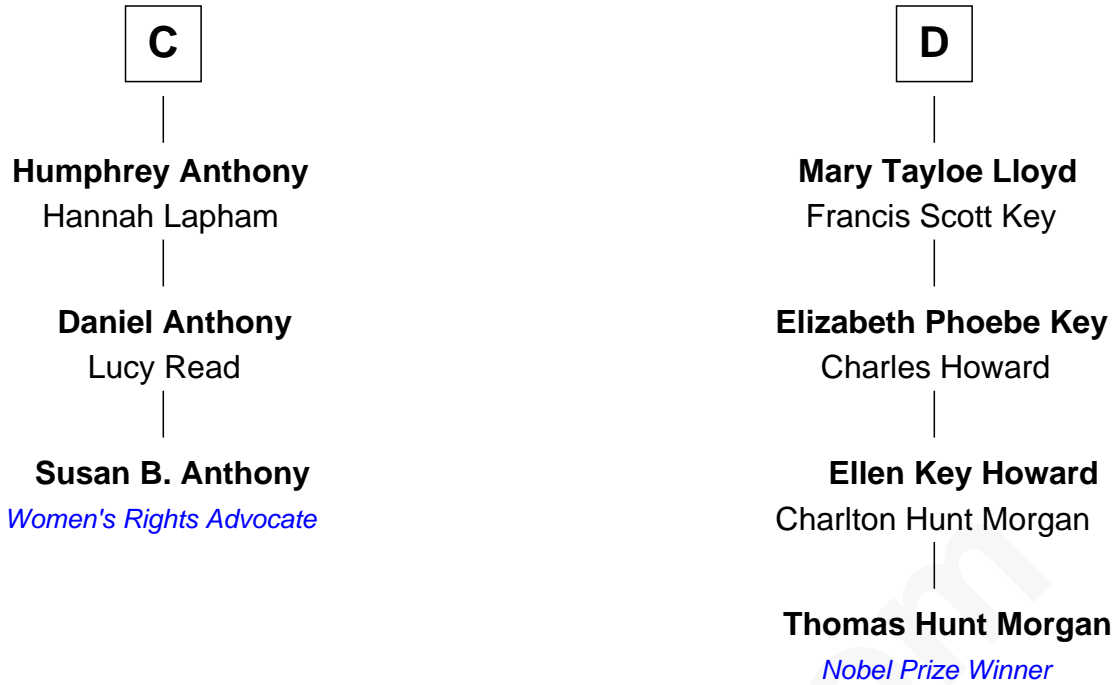 C
Humphrey Anthony
Hannah Lapham
Daniel Anthony
Lucy Read
Susan B. Anthony
Women's Rights Advocate
D
Mary Tayloe Lloyd
Francis Scott Key
Elizabeth Phoebe Key
Charles Howard
Ellen Key Howard
Charlton Hunt Morgan
Thomas Hunt Morgan
Nobel Prize Winner